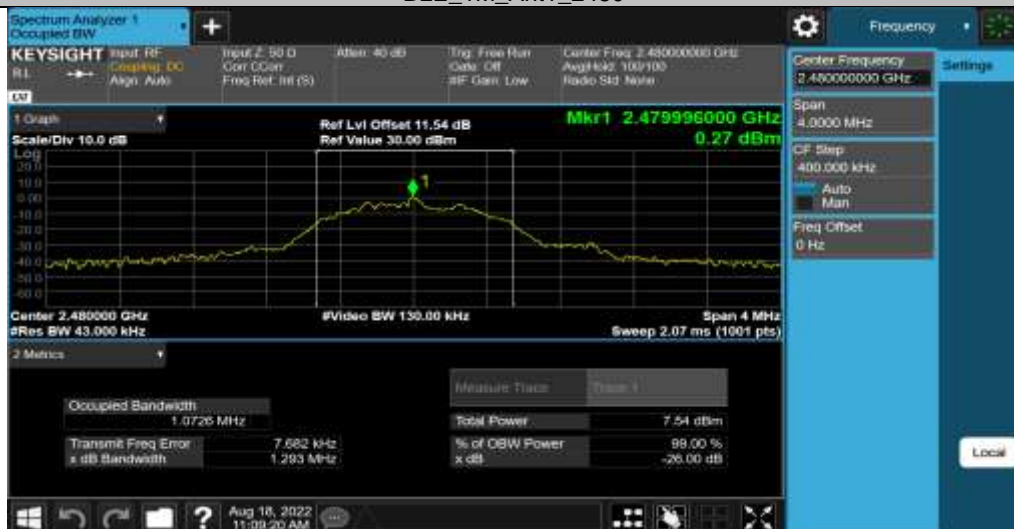 Spectrum Analyzer 1
Occupied BW
Frequency
KEYSIGHT
Input: RF
Coupling: DC
Align: Auto
RL
Input Z: 50 Ω
Corr CCorr
Freq Ref: Int (S)
Atten: 40 dB
Trig: Free Run
Gate: Off
#IF Gain: Low
Center Freq: 2.480000000 GHz
Avg|Hold: 100/100
Radio Std: None
1 Graph
Scale/Div 10.0 dB
Ref Lvl Offset 11.54 dB
Ref Value 30.00 dBm
Mkr1 2.479996000 GHz
0.27 dBm
Log
20.0
10.0
0.00
-10.0
-20.0
-30.0
-40.0
-50.0
-60.0
1
Center 2.480000 GHz
#Res BW 43.000 kHz
#Video BW 130.00 kHz
Span 4 MHz
Sweep 2.07 ms (1001 pts)
2 Metrics
Measure Trace
Trace 1
Occupied Bandwidth
1.0726 MHz
Total Power
7.54 dBm
Transmit Freq Error
7.682 kHz
% of OBW Power
99.00 %
x dB Bandwidth
1.293 MHz
x dB
-26.00 dB
Center Frequency
2.480000000 GHz
Settings
Span
4.0000 MHz
CF Step
400.000 kHz
Auto
Man
Freq Offset
0 Hz
Local
?
Aug 18, 2022
11:09:20 AM